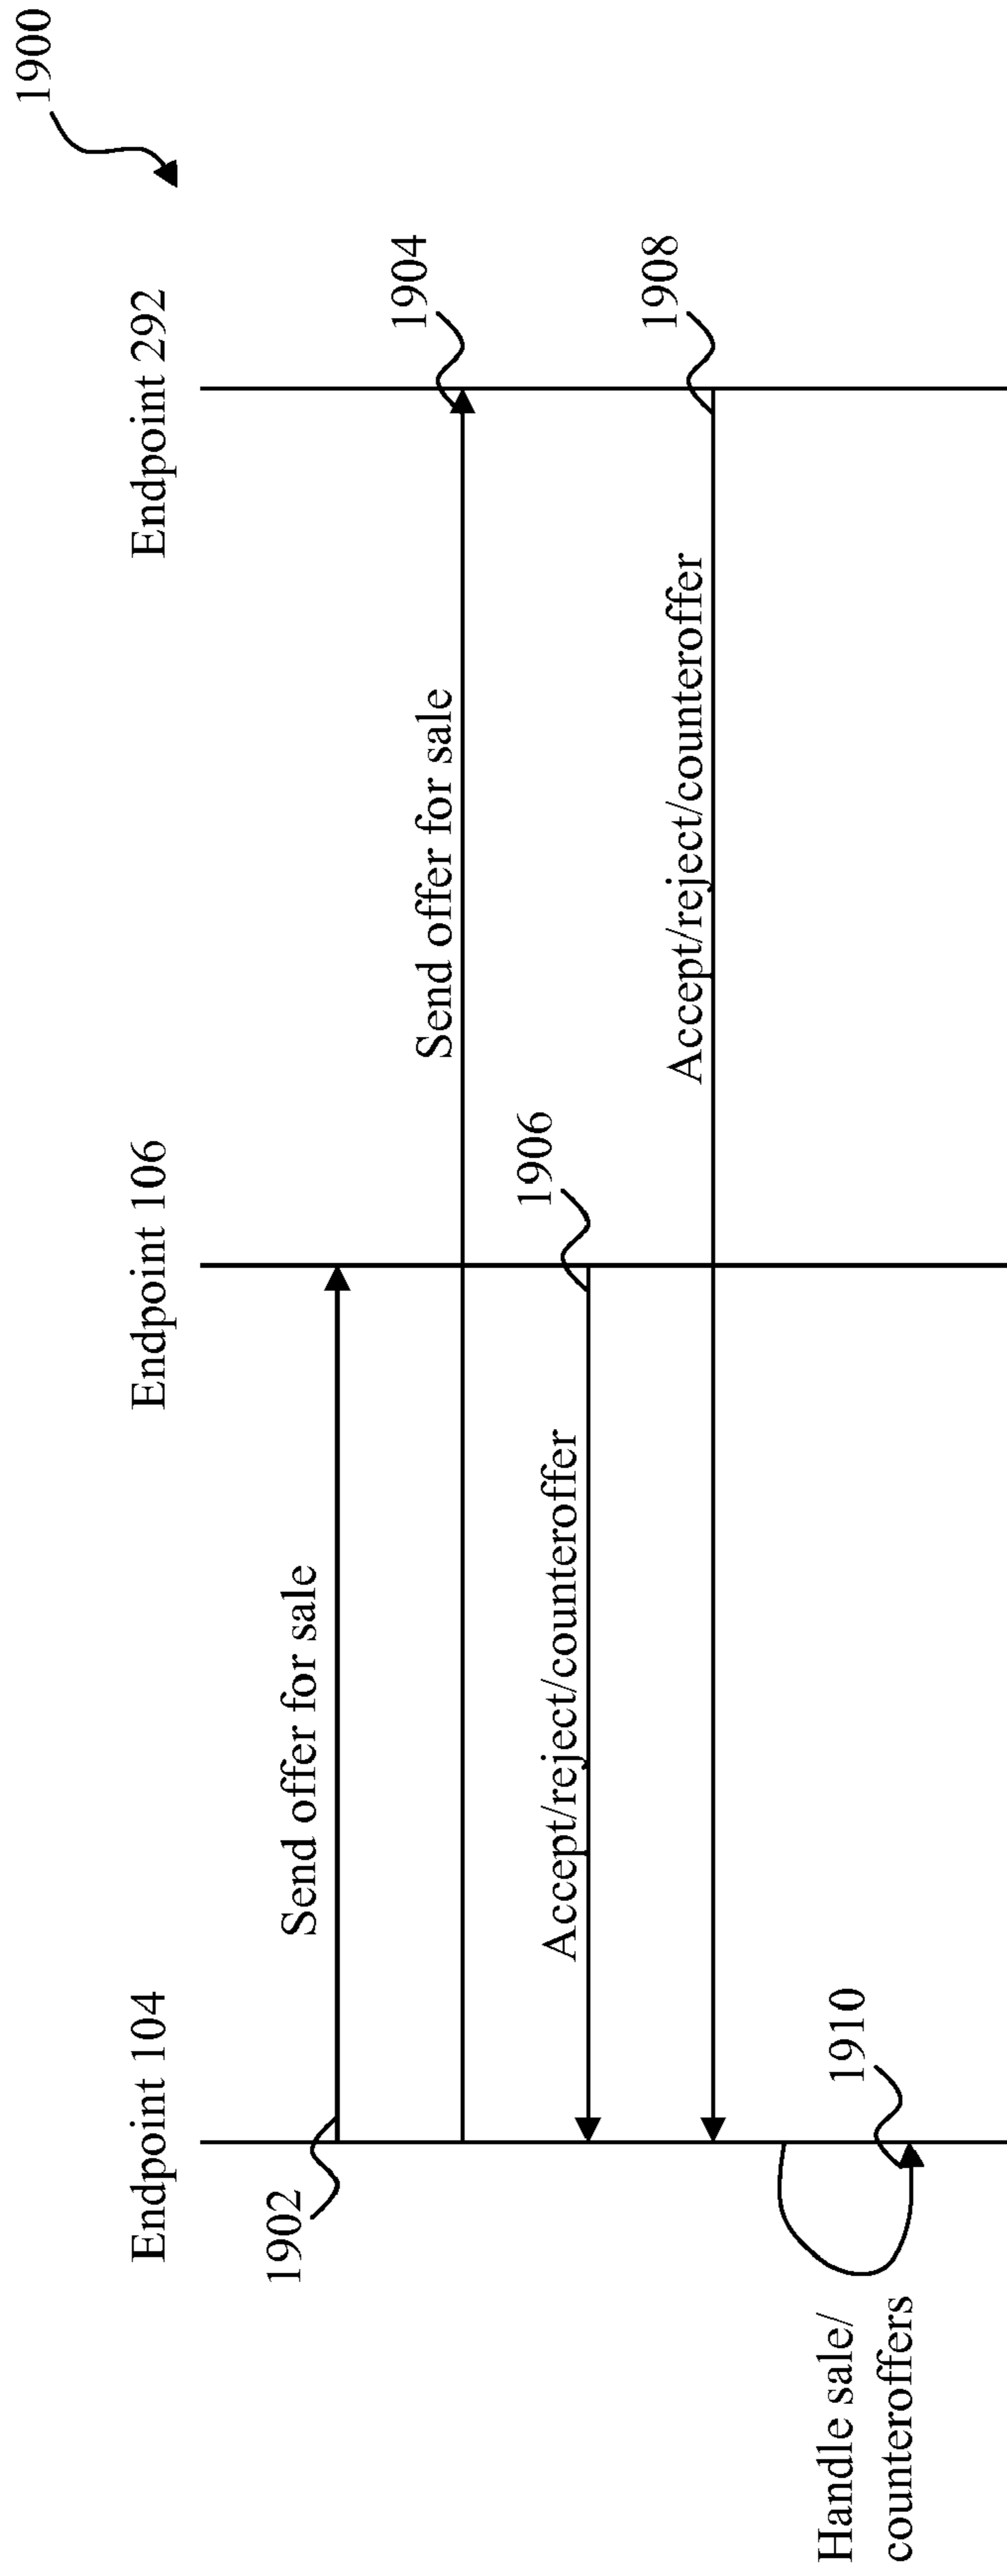 1900
Endpoint 104
Endpoint 106
Endpoint 292
1902
Send offer for sale
Send offer for sale
1904
Accept/reject/counteroffer
1906
Accept/reject/counteroffer
1908
Handle sale/
counteroffers
1910